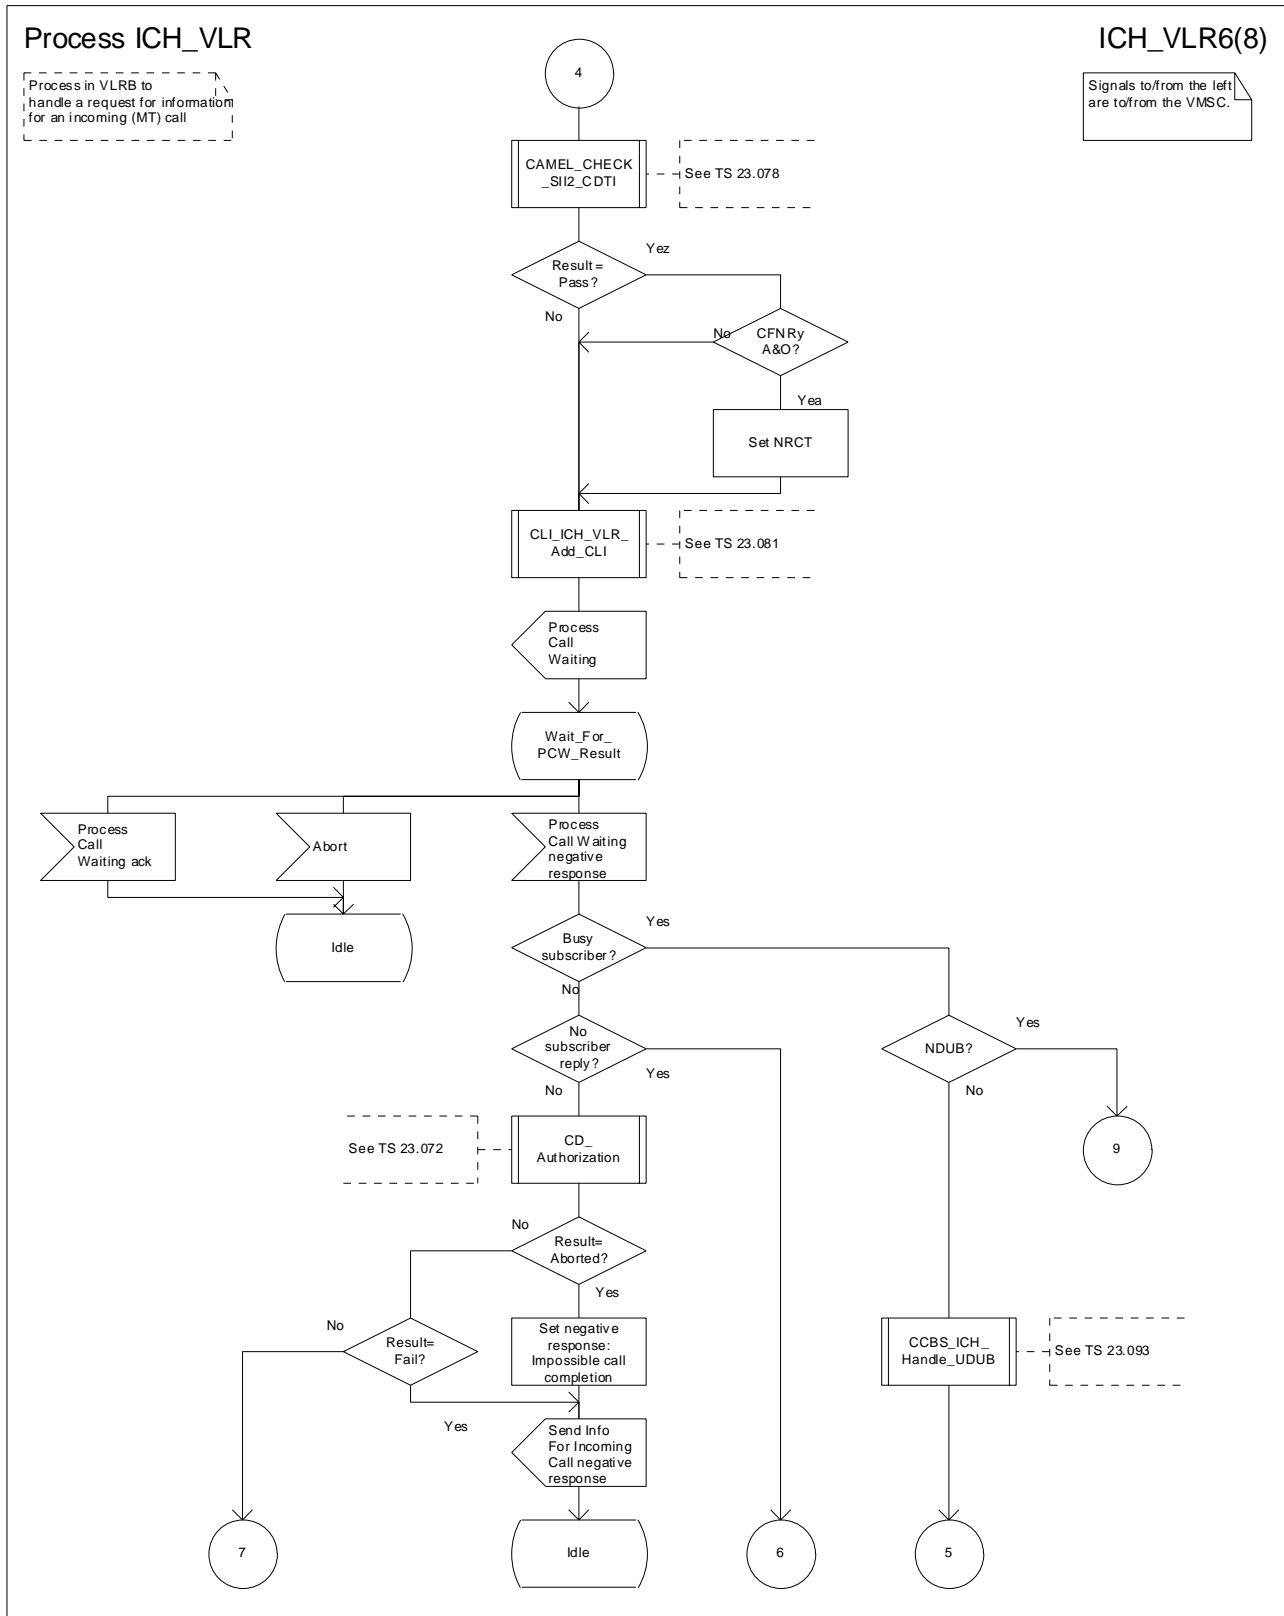 Process ICH_VLR
ICH_VLR6(8)
Process in VLRB to
handle a request for information
for an incoming (MT) call
Signals to/from the left
are to/from the VMSC.
4
CAMEL_CHECK
_SII2_CDTI
See TS 23.078
Yez
Result=
Pass?
No
No
CFNRy
A&O?
Yea
Set NRCT
CLI_ICH_VLR_
Add_CLI
See TS 23.081
Process
Call
Waiting
Wait_For_
PCW_Result
Process
Call
Waiting ack
Abort
Process
Call Waiting
negative
response
Idle
Busy
subscriber?
Yes
No
No
subscriber
reply?
Yes
No
NDUB?
Yes
No
9
See TS 23.072
CD_
Authorization
No
Result=
Aborted?
Yes
No
Result=
Fail?
Yes
Set negative
response:
Impossible call
completion
CCBS_ICH_
Handle_UDUB
See TS 23.093
Send Info
For Incoming
Call negative
response
7
Idle
6
5